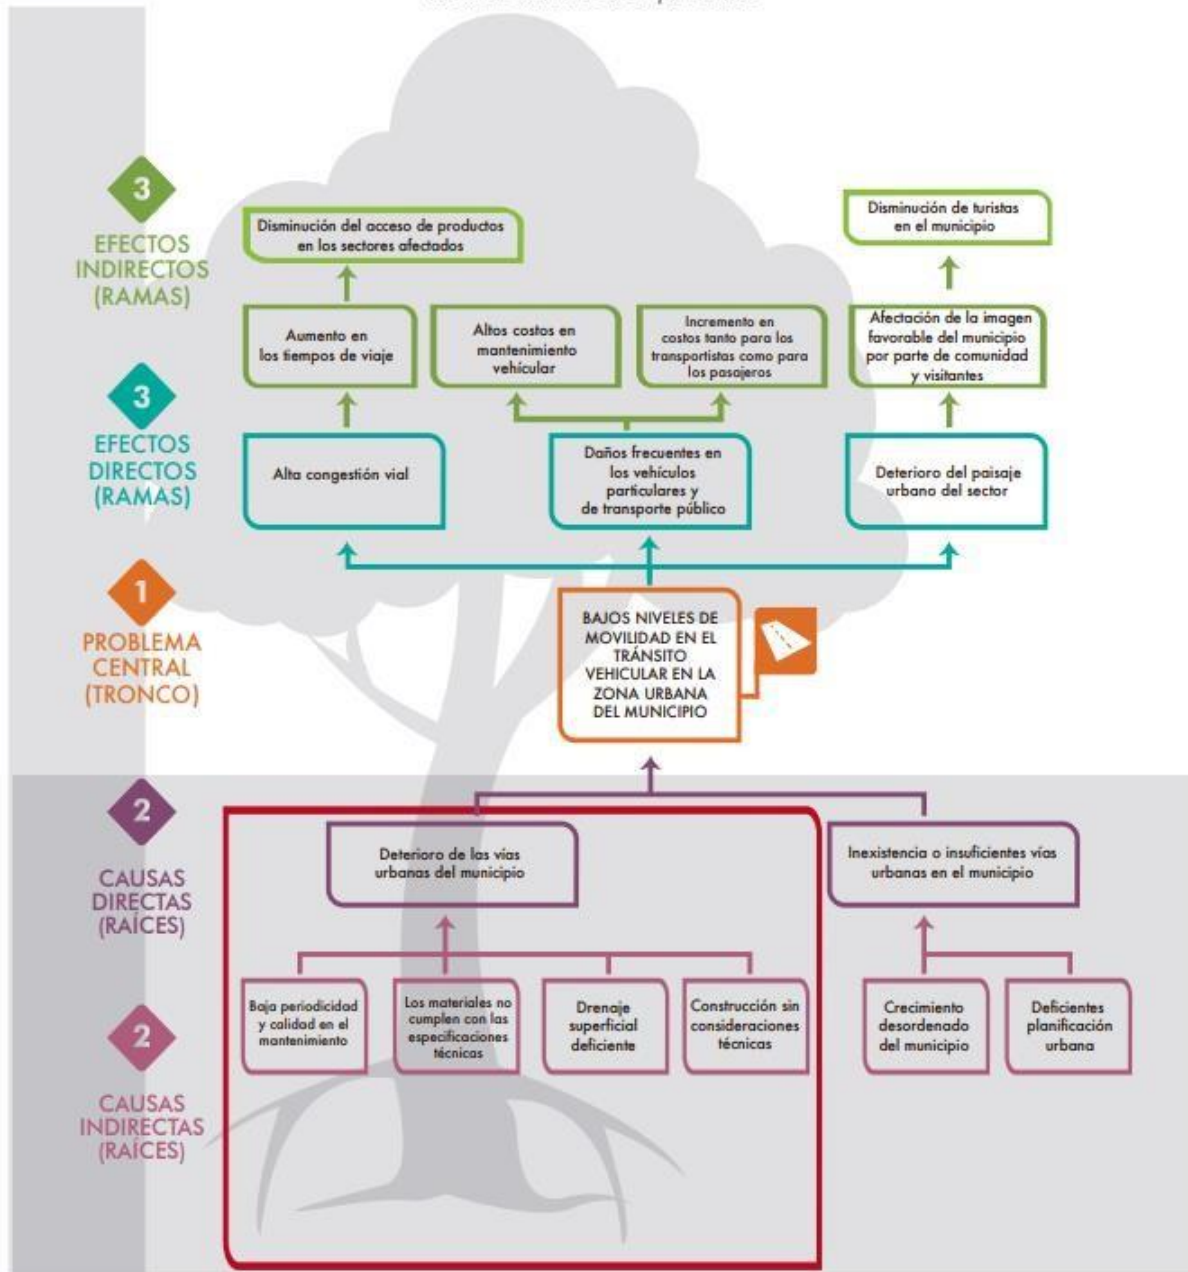 3
EFECTOS
INDIRECTOS
(RAMAS)
Disminución del acceso de productos
en los sectores afectados
Disminución de turistas
en el municipio
Aumento en
los tiempos de viaje
Altos costos en
mantenimiento
vehicular
Incremento en
costos tanto para los
transportistas como para
los pasajeros
Afectación de la imagen
favorable del municipio
por parte de comunidad
y visitantes
3
EFECTOS
DIRECTOS
(RAMAS)
Alta congestión vial
Daños frecuentes en
los vehículos
particulares y
de transporte público
Deterioro del paisaje
urbano del sector
1
PROBLEMA
CENTRAL
(TRONCO)
BAJOS NIVELES DE
MOVILIDAD EN EL
TRÁNSITO
VEHICULAR EN LA
ZONA URBANA
DEL MUNICIPIO
2
CAUSAS
DIRECTAS
(RAÍCES)
Deterioro de las vías
urbanas del municipio
Inexistencia o insuficientes vías
urbanas en el municipio
2
CAUSAS
INDIRECTAS
(RAÍCES)
Baja periodicidad
y calidad en el
mantenimiento
Los materiales no
cumplen con las
especificaciones
técnicas
Drenaje
superficial
deficiente
Construcción sin
consideraciones
técnicas
Crecimiento
desordenado
del municipio
Deficientes
planificación
urbana